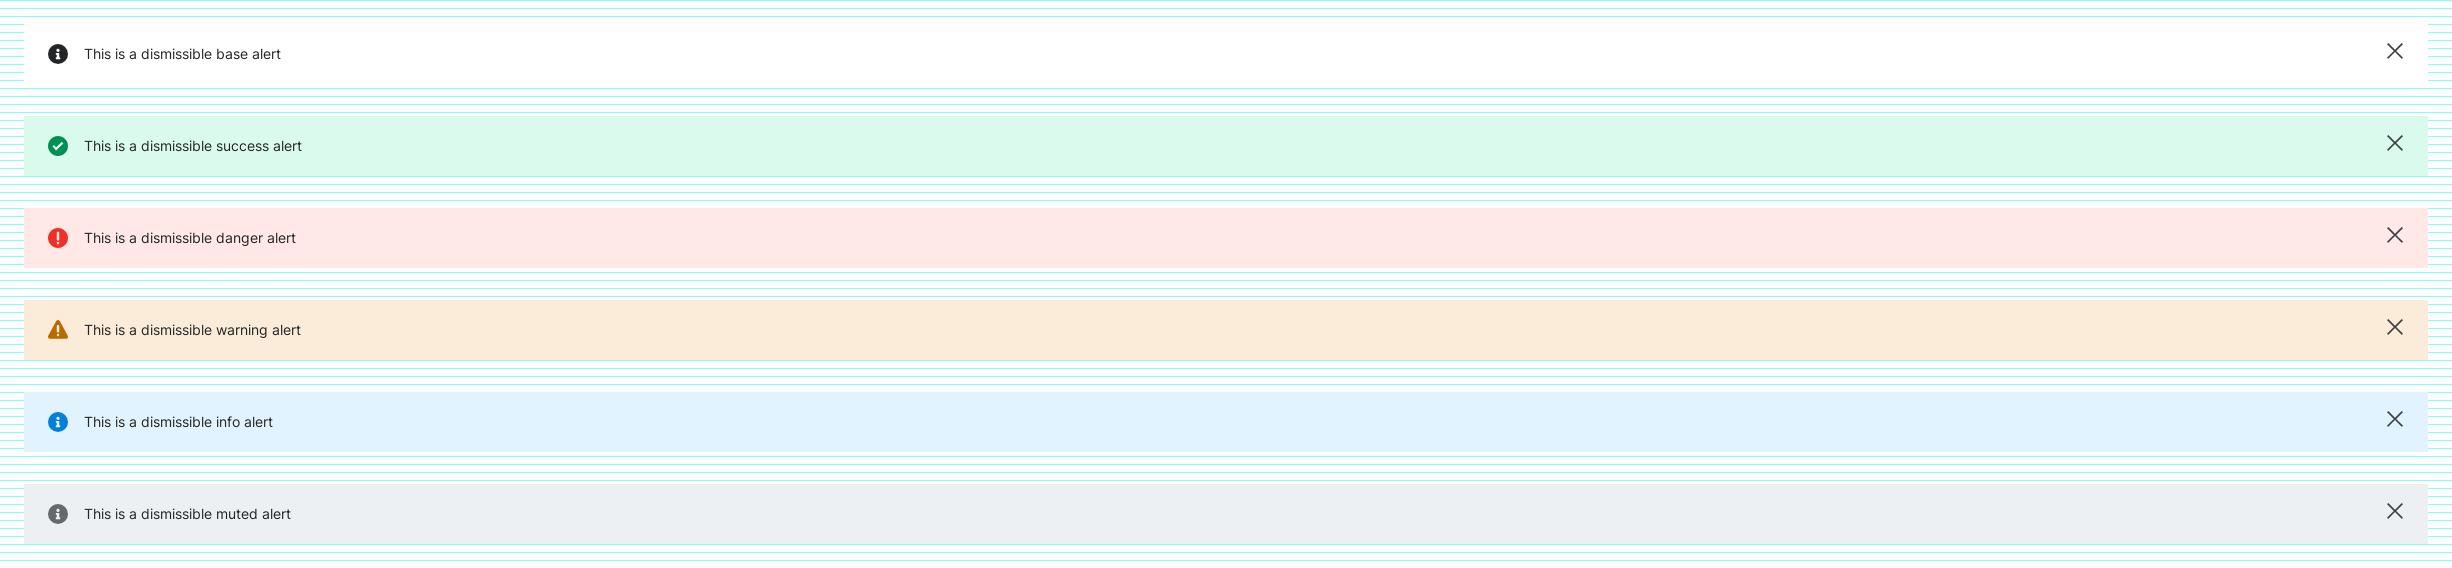 This is a dismissible base alert
This is a dismissible success alert
This is a dismissible danger alert
This is a dismissible warning alert
This is a dismissible info alert
This is a dismissible muted alert